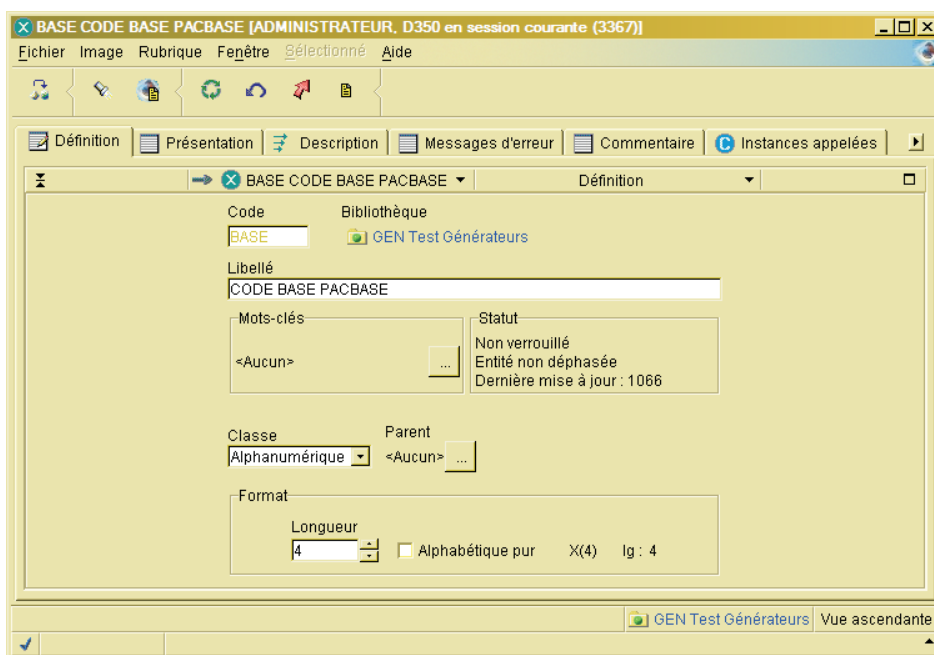 BASE CODE BASE PACBASE [ADMINISTRATEUR, D350 en session courante (3367)]
Fichier Image Rubrique Fenêtre Sélectionné Aide
Définition Présentation Description Messages d'erreur Commentaire C Instances appelées
BASE CODE BASE PACBASE Définition
Code Bibliothèque
BASE GEN Test Générateurs
Libellé
CODE BASE PACBASE
Mots-clés Statut
Non verrouillé
<Aucun> ... Entité non déphasée
Dernière mise à jour : 1066
Classe Parent
Alphanumérique <Aucun> ...
Format
Longueur
4 Alphabétique pur X(4) lg : 4
GEN Test Générateurs Vue ascendante